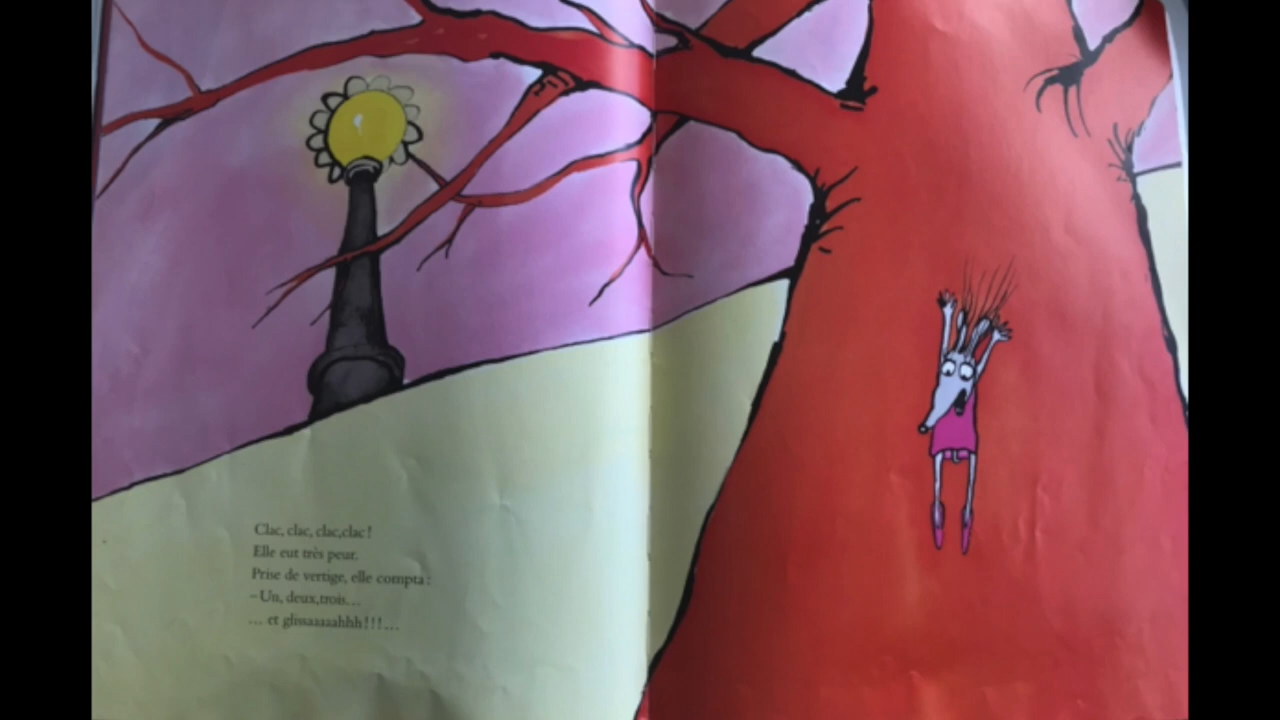 Clac, clac, clac,clac !
Elle eut très peur.
Prise de vertige, elle compta :
– Un, deux,trois…
… et glissaaaaahhh ! ! ! …